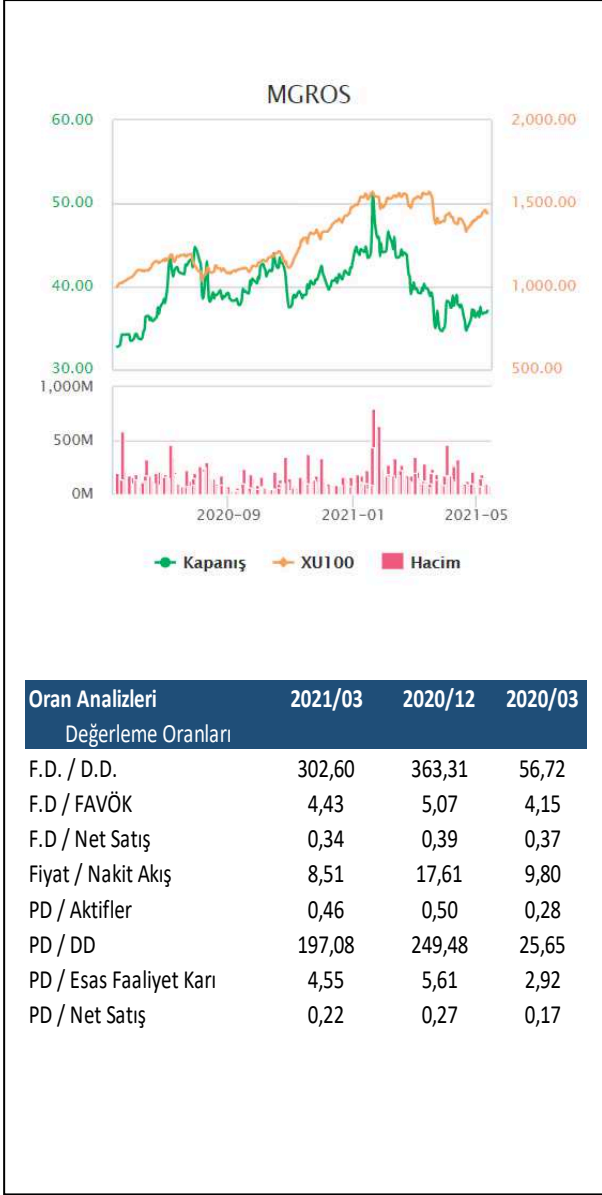 MGROS
60.00 2,000.00
50.00 1,500.00
40.00 1,000.00
30.00 500.00
1,000M
500M
0M
2020-09 2021-01 2021-05
Kapanış XU100 Hacim
Oran Analizleri 2021/03 2020/12 2020/03
Değerleme Oranları
F.D. / D.D. 302,60 363,31 56,72
F.D / FAVÖK 4,43 5,07 4,15
F.D / Net Satış 0,34 0,39 0,37
Fiyat / Nakit Akış 8,51 17,61 9,80
PD / Aktifler 0,46 0,50 0,28
PD / DD 197,08 249,48 25,65
PD / Esas Faaliyet Karı 4,55 5,61 2,92
PD / Net Satış 0,22 0,27 0,17